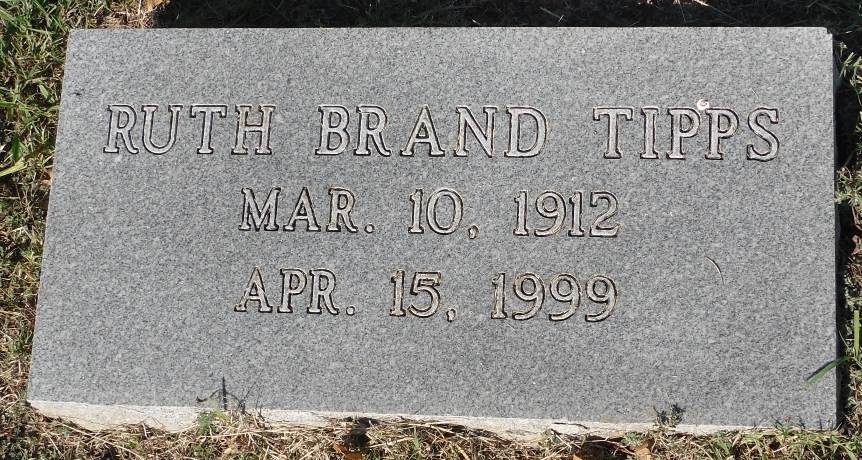 RUTH BRAND TIPPS
MAR. 10, 1912
APR. 15, 1999